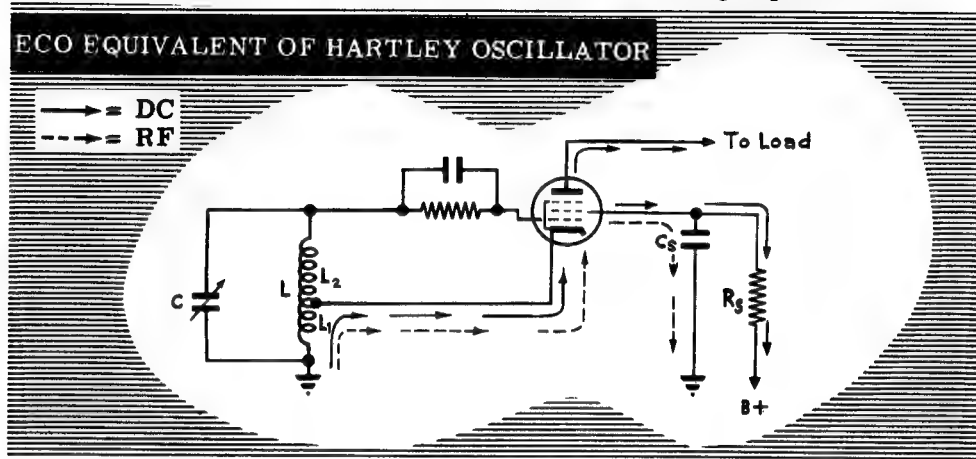 ECO EQUIVALENT OF HARTLEY OSCILLATOR
= DC
= RF
To Load
C
L
L2
L1
Cs
Rs
B+